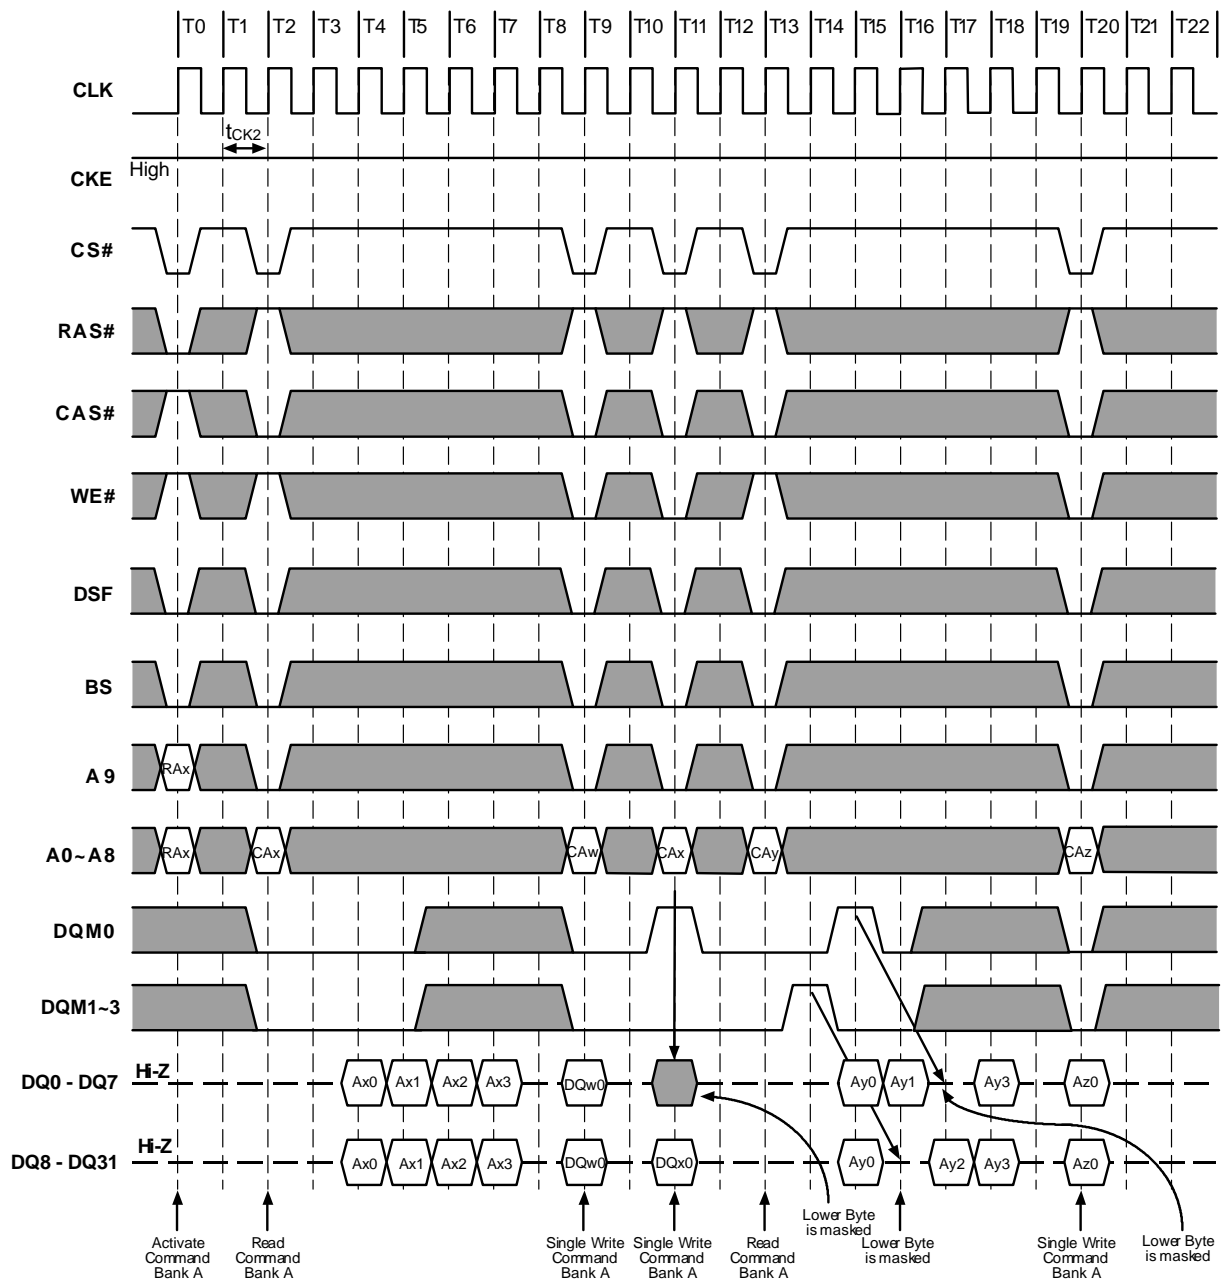 T0 T1 T2 T3 T4 T5 T6 T7 T8 T9 T10 T11 T12 T13 T14 T15 T16 T17 T18 T19 T20 T21 T22
CLK
tCK2
High
CKE
CS#
RAS#
CAS#
WE#
DSF
BS
A9 RAx
A0~A8 RAx CAx CAw CAx CAy CAz
DQM0
DQM1~3
DQ0 - DQ7 Hi-Z Ax0 Ax1 Ax2 Ax3 DQw0 Ay0 Ay1 Ay3 Az0
DQ8 - DQ31 Hi-Z Ax0 Ax1 Ax2 Ax3 DQw0 DQx0 Ay0 Ay2 Ay3 Az0
Activate
Command
Bank A
Read
Command
Bank A
Single Write
Command
Bank A
Single Write
Command
Bank A
Read
Command
Bank A
Lower Byte
is masked
Lower Byte
is masked
Single Write
Command
Bank A
Lower Byte
is masked